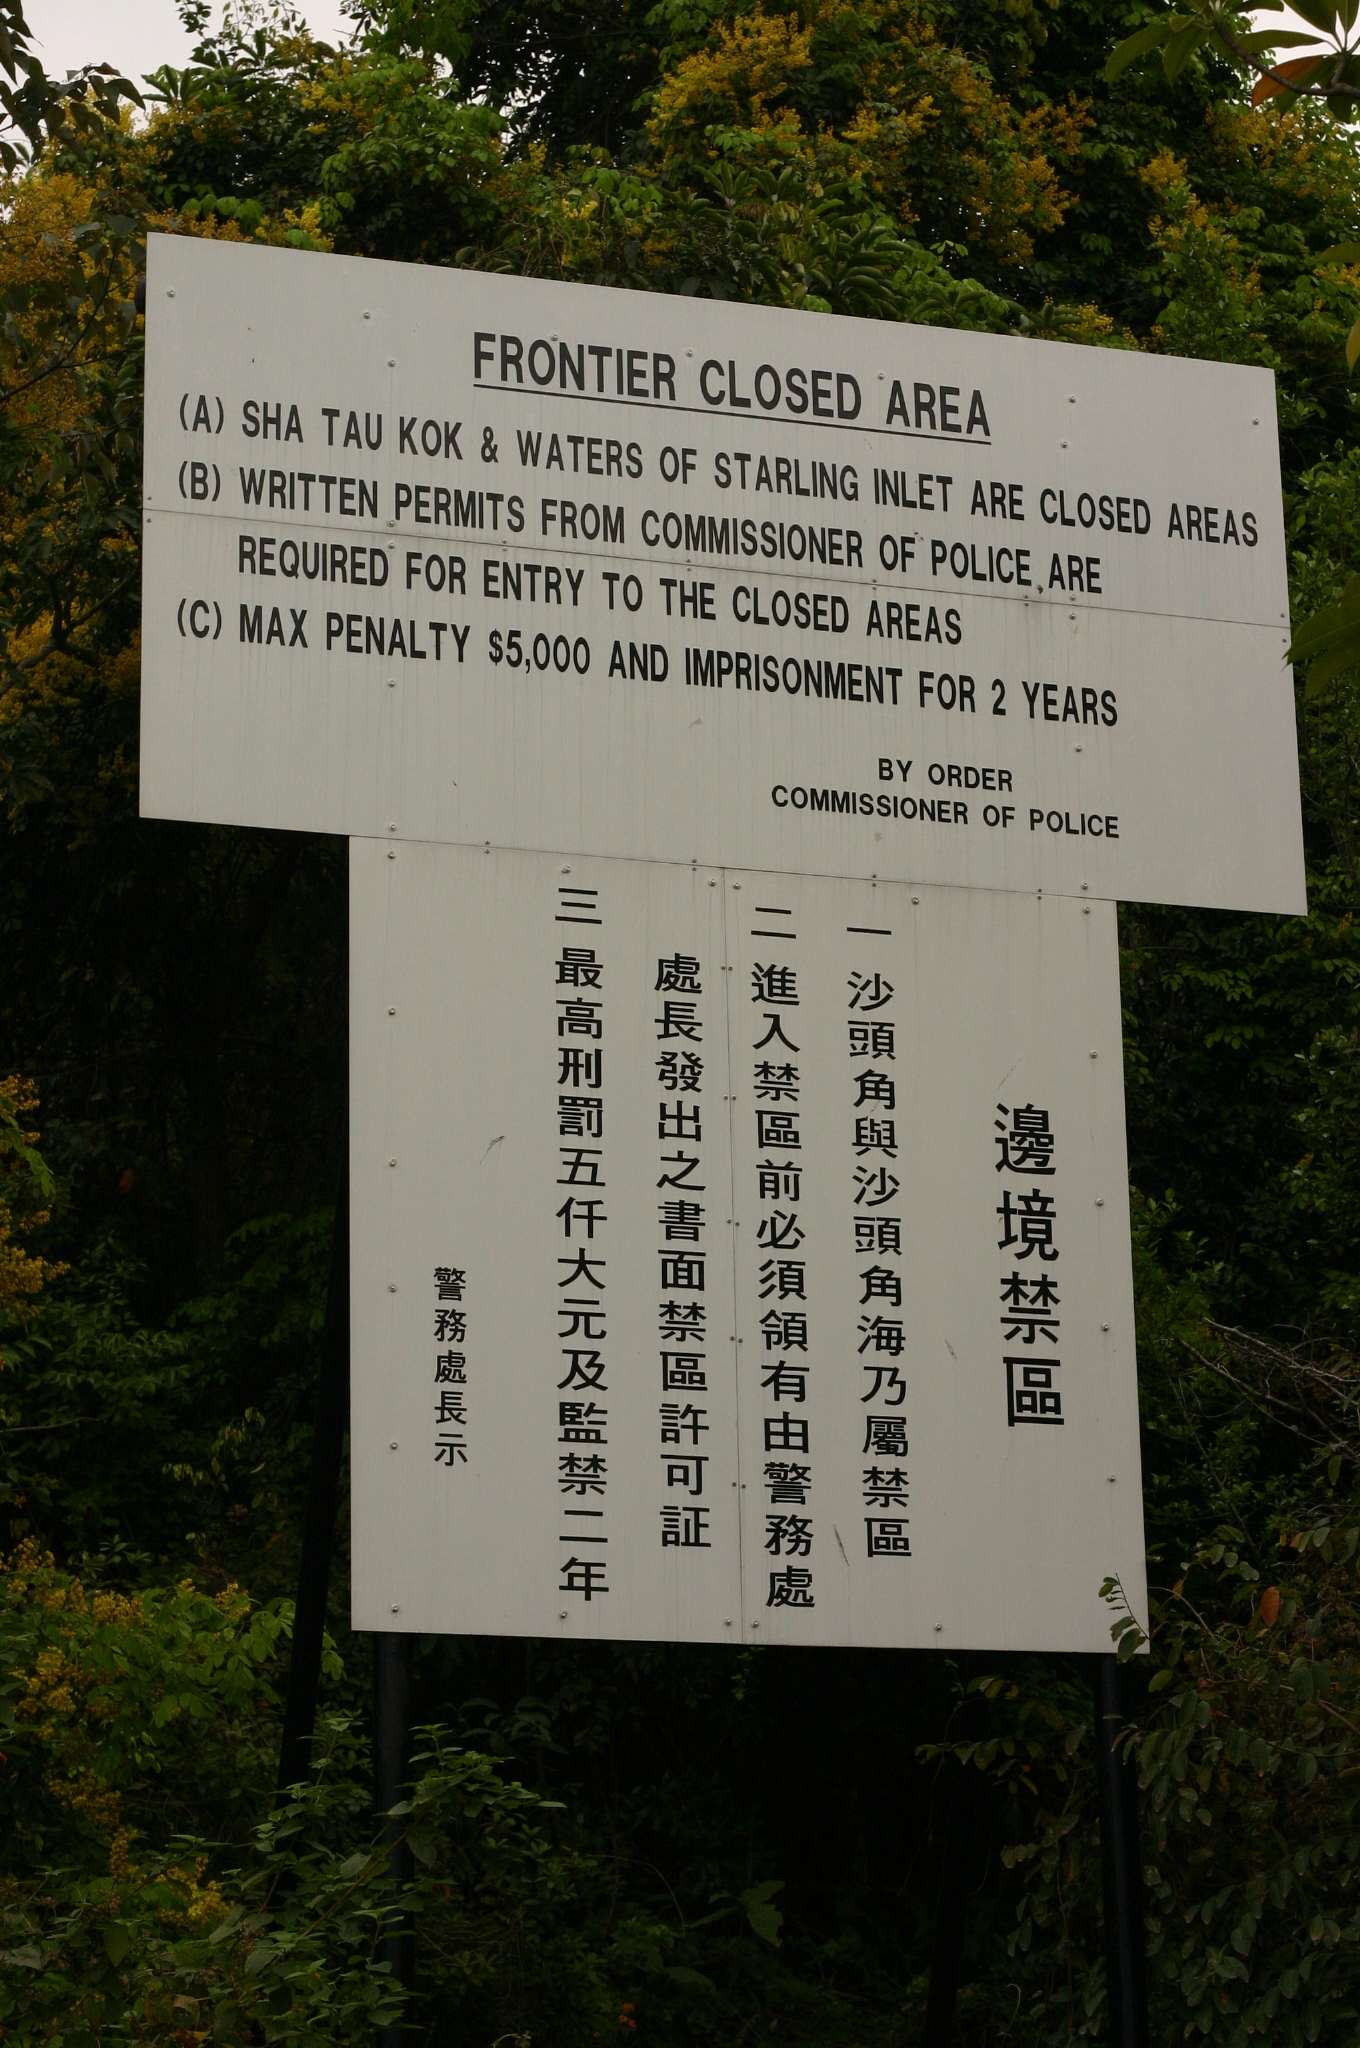 FRONTIER CLOSED AREA
(A) SHA TAU KOK & WATERS OF STARLING INLET ARE CLOSED AREAS
(B) WRITTEN PERMITS FROM COMMISSIONER OF POLICE ARE
REQUIRED FOR ENTRY TO THE CLOSED AREAS
(C) MAX PENALTY $5,000 AND IMPRISONMENT FOR 2 YEARS
BY ORDER
COMMISSIONER OF POLICE
邊境禁區
一 沙頭角與沙頭角海乃屬禁區
二 進入禁區前必須領有由警務處
處長發出之書面禁區許可証
三 最高刑罰五仟大元及監禁二年
警務處長示